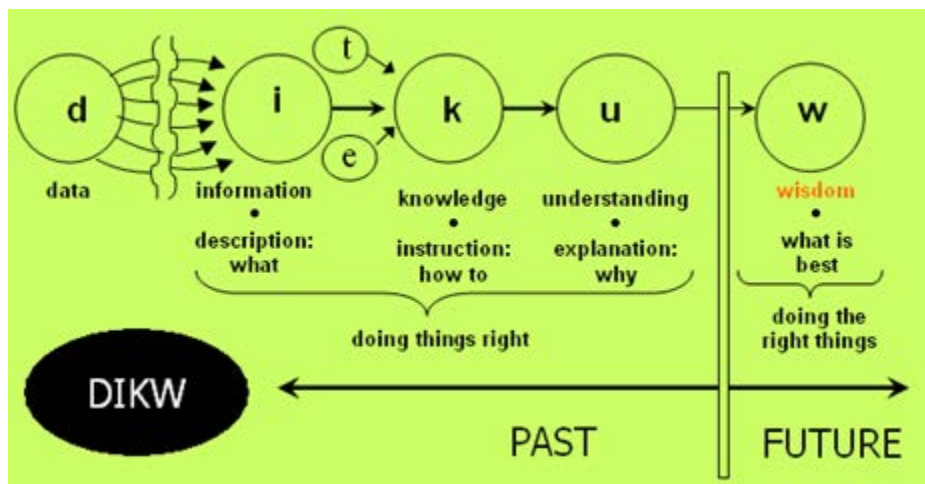 d
i
t
e
k
u
w
data
information
•
description:
what
knowledge
•
instruction:
how to
understanding
•
explanation:
why
wisdom
•
what is
best
doing things right
doing the
right things
DIKW
PAST
FUTURE